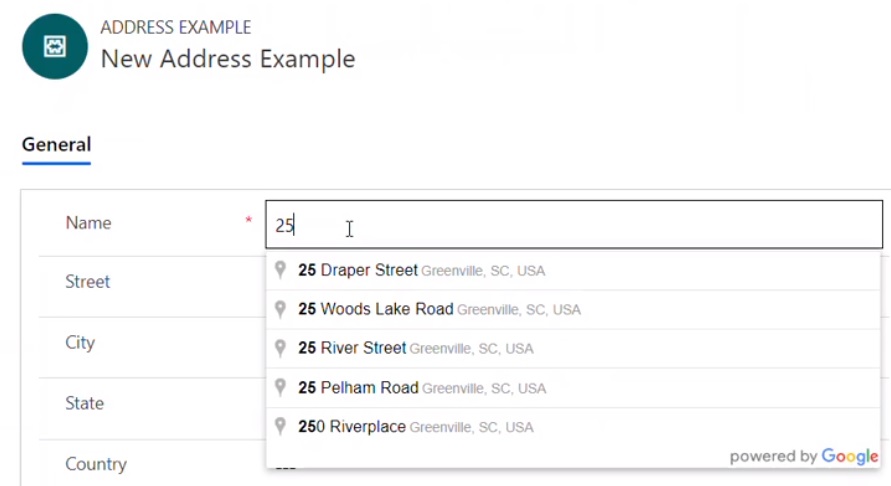 ADDRESS EXAMPLE
New Address Example
General
Name * 25
Street
City
State
Country ---
25 Draper Street Greenville, SC, USA
25 Woods Lake Road Greenville, SC, USA
25 River Street Greenville, SC, USA
25 Pelham Road Greenville, SC, USA
250 Riverplace Greenville, SC, USA
powered by Google